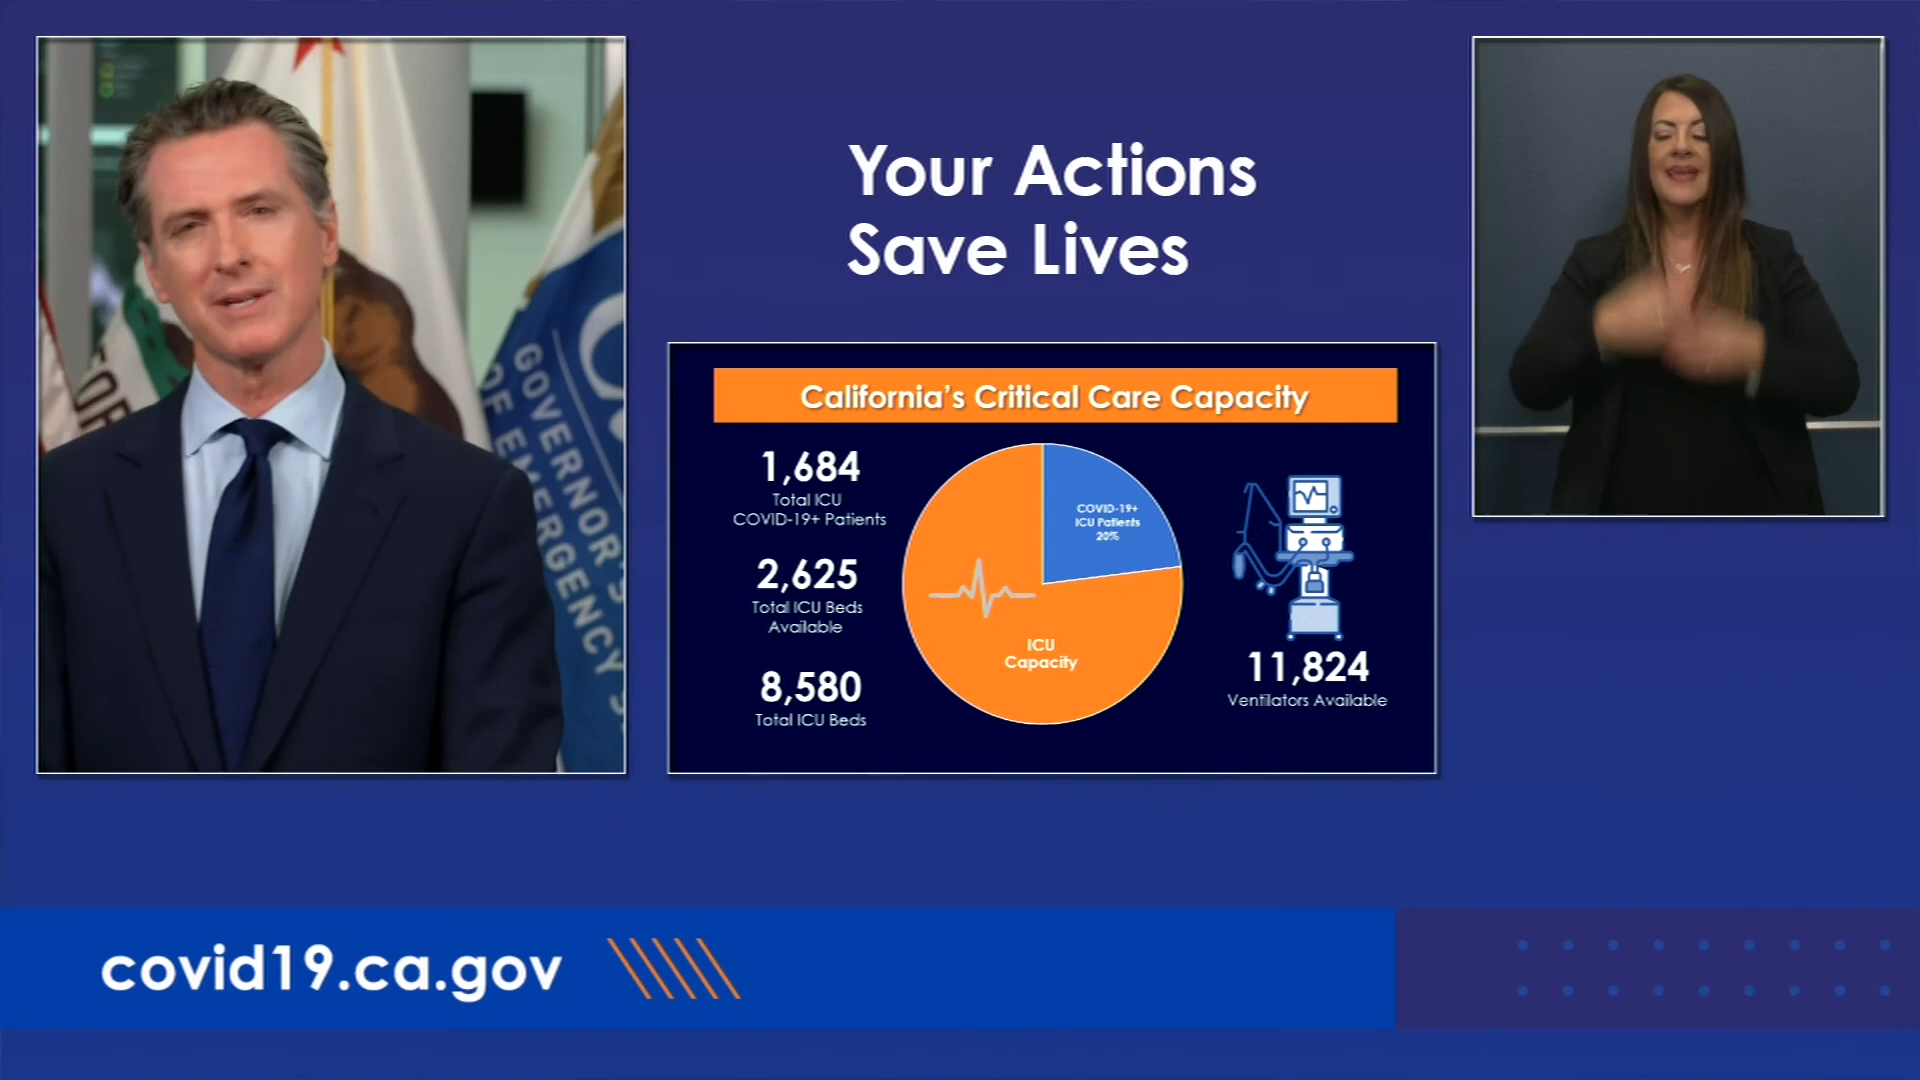 Your Actions
Save Lives
California's Critical Care Capacity
1,684
Total ICU
COVID-19+ Patients
2,625
Total ICU Beds
Available
8,580
Total ICU Beds
COVID-19+
ICU Patients
20%
ICU
Capacity
11,824
Ventilators Available
GOVERNOR'S
OF EMERGENCY S
covid19.ca.gov